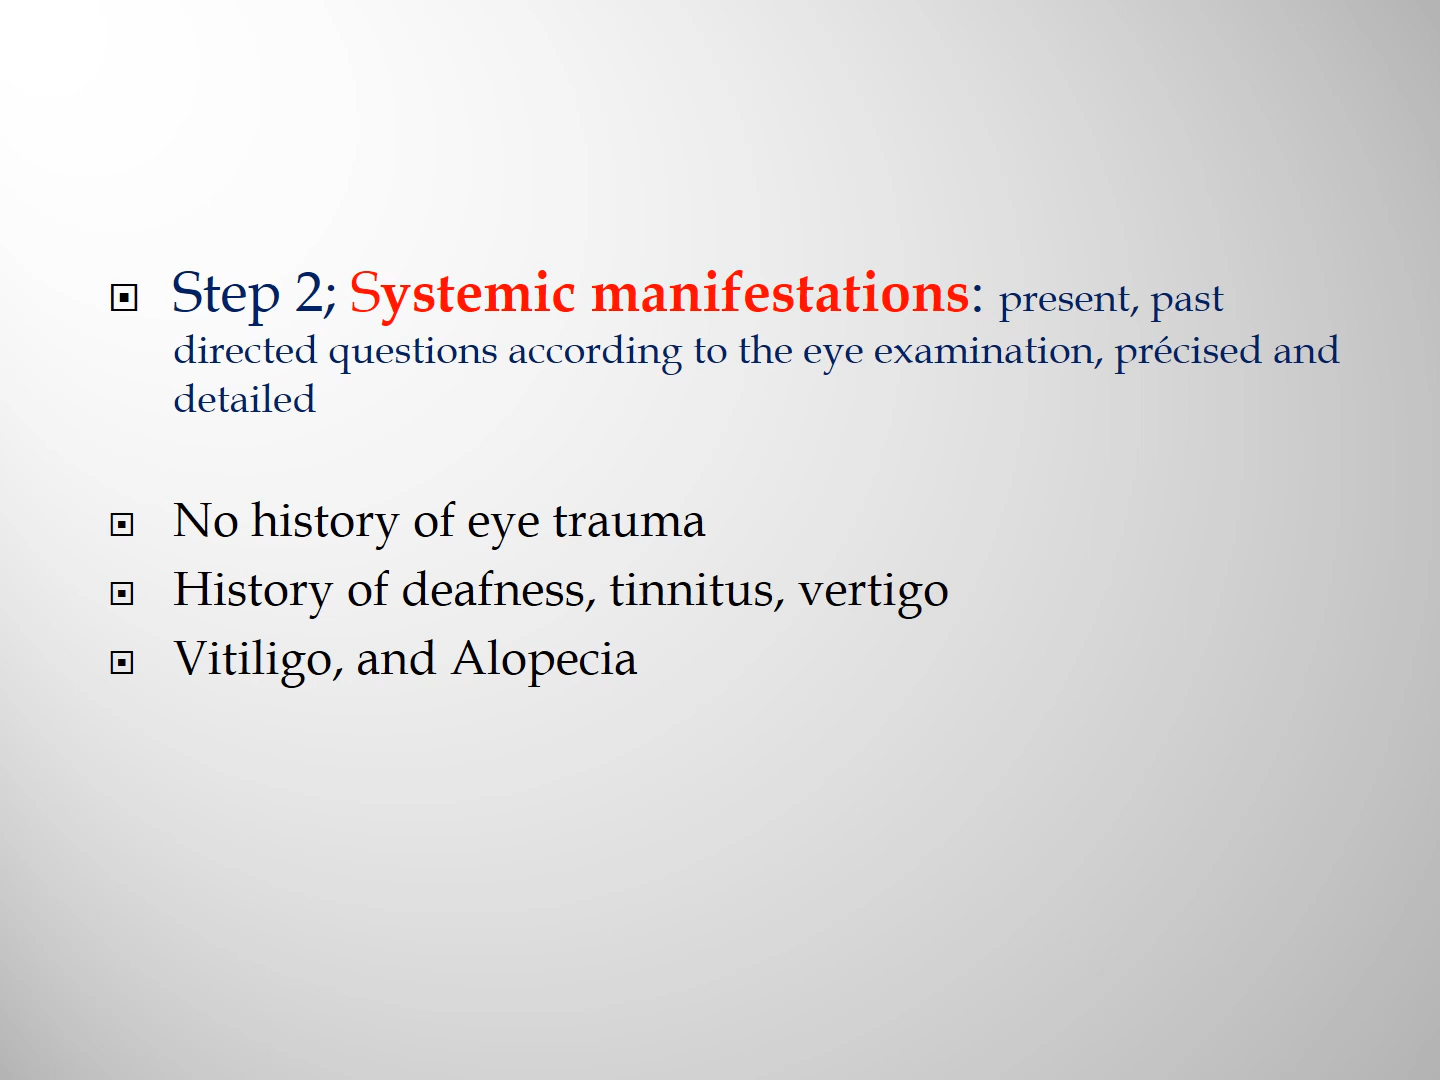 Step 2; Systemic manifestations: present, past
directed questions according to the eye examination, précised and
detailed
No history of eye trauma
History of deafness, tinnitus, vertigo
Vitiligo, and Alopecia